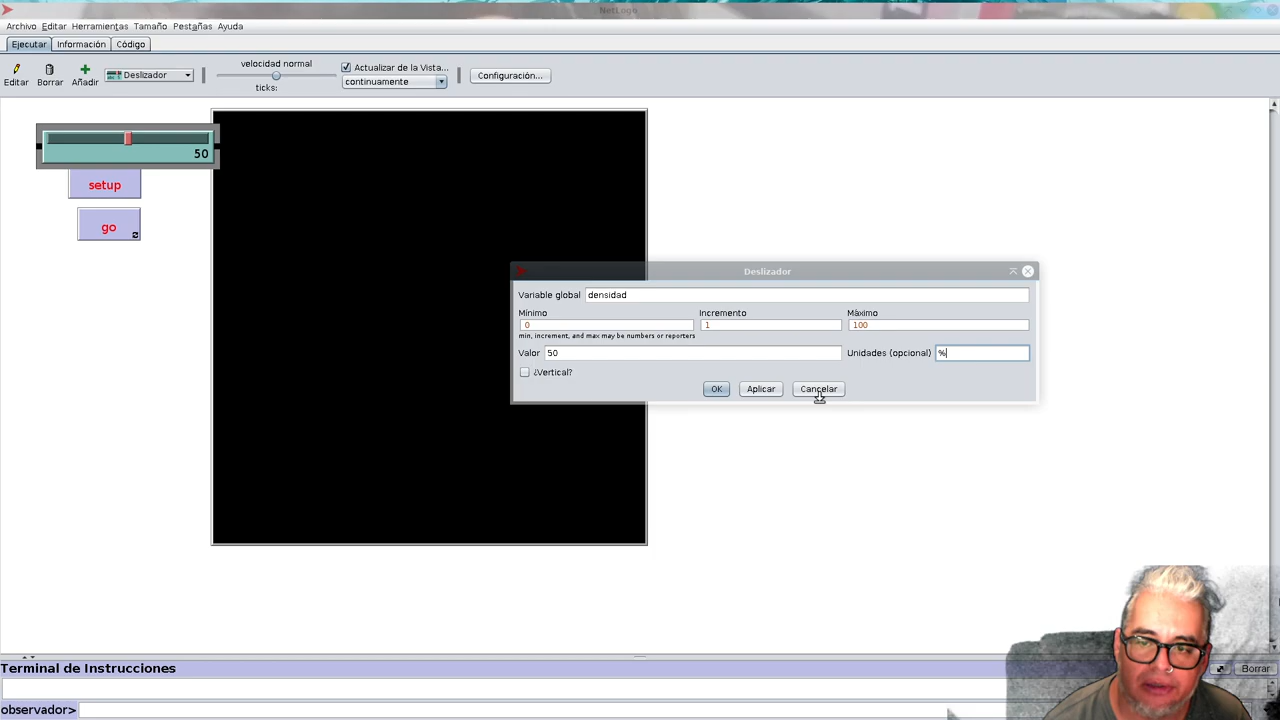 NetLogo
Archivo Editar Herramientas Tamaño Pestañas Ayuda
Ejecutar Información Código
Editar Borrar Añadir Deslizador
velocidad normal
ticks:
Actualizar de la Vista...
continuamente
Configuración...
50
setup
go
Deslizador
Variable global densidad
Mínimo Incremento Máximo
0 1 100
min, increment, and max may be numbers or reporters
Valor 50 Unidades (opcional) %
¿Vertical?
OK Aplicar Cancelar
Terminal de Instrucciones Borrar
observador>